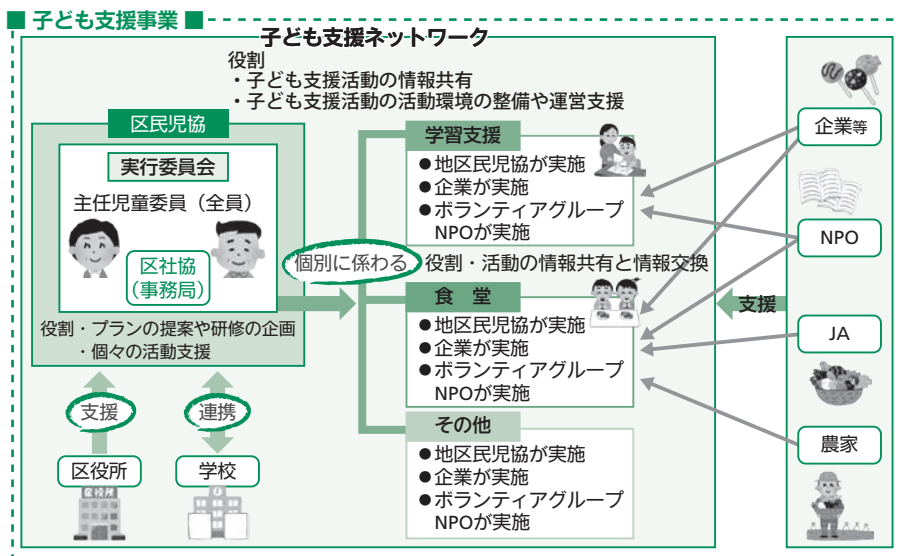 ■ 子ども支援事業 ■
子ども支援ネットワーク
役割
・子ども支援活動の情報共有
・子ども支援活動の活動環境の整備や運営支援
区民児協
実行委員会
主任児童委員（全員）
区社協
（事務局）
役割・プランの提案や研修の企画
・個々の活動支援
支援
連携
区役所
学校
区役所
個別に係わる
役割・活動の情報共有と情報交換
学習支援
●地区民児協が実施
●企業が実施
●ボランティアグループ
NPOが実施
食 堂
●地区民児協が実施
●企業が実施
●ボランティアグループ
NPOが実施
その他
●地区民児協が実施
●企業が実施
●ボランティアグループ
NPOが実施
支援
企業等
NPO
JA
農家